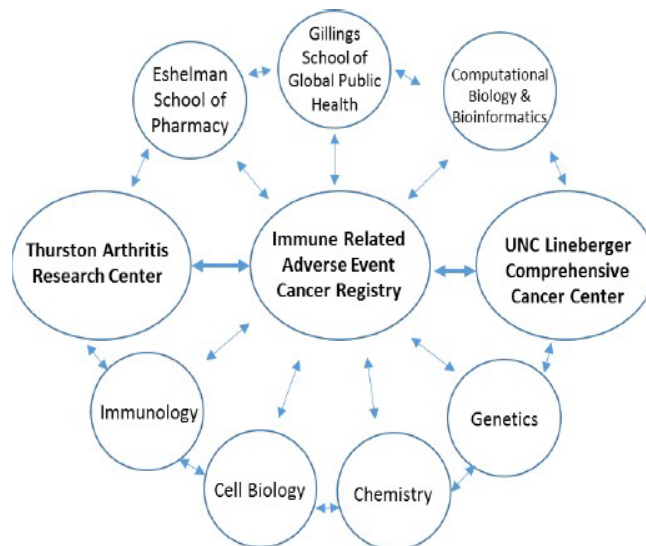 Gillings
School of
Global Public
Health
Eshelman
School of
Pharmacy
Computational
Biology &
Bioinformatics
Thurston Arthritis
Research Center
Immune Related
Adverse Event
Cancer Registry
UNC Lineberger
Comprehensive
Cancer Center
Immunology
Genetics
Cell Biology
Chemistry